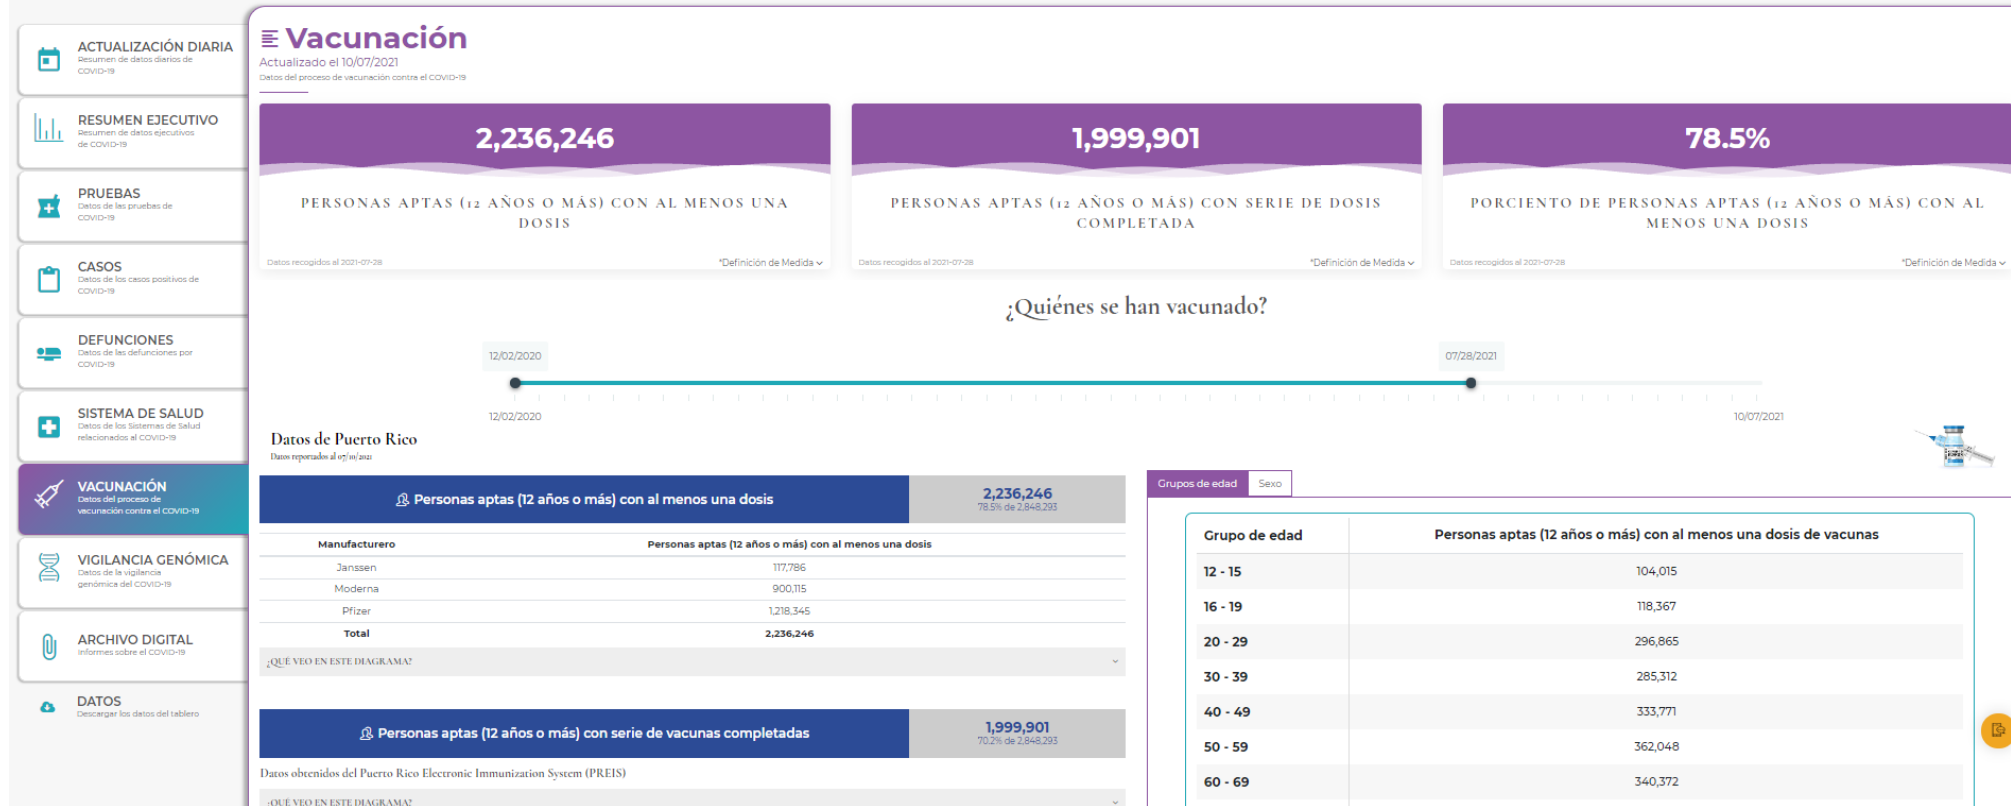 ACTUALIZACIÓN DIARIA
Resumen de datos diarios de
COVID-19
RESUMEN EJECUTIVO
Resumen de datos ejecutivos
de COVID-19
PRUEBAS
Datos de las pruebas de
COVID-19
CASOS
Datos de los casos positivos de
COVID-19
DEFUNCIONES
Datos de las defunciones por
COVID-19
SISTEMA DE SALUD
Datos de los Sistemas de Salud
relacionados al COVID-19
VACUNACIÓN
Datos del proceso de
vacunación contra el COVID-19
VIGILANCIA GENÓMICA
Datos de la vigilancia
genómica del COVID-19
ARCHIVO DIGITAL
Informes sobre el COVID-19
DATOS
Descargar los datos del tablero
Vacunación
Actualizado el 10/07/2021
Datos del proceso de vacunación contra el COVID-19
2,236,246
PERSONAS APTAS (12 AÑOS O MÁS) CON AL MENOS UNA
DOSIS
Datos recogidos al 2021-07-28
*Definición de Medida
1,999,901
PERSONAS APTAS (12 AÑOS O MÁS) CON SERIE DE DOSIS
COMPLETADA
Datos recogidos al 2021-07-28
*Definición de Medida
78.5%
PORCIENTO DE PERSONAS APTAS (12 AÑOS O MÁS) CON AL
MENOS UNA DOSIS
Datos recogidos al 2021-07-28
*Definición de Medida
¿Quiénes se han vacunado?
12/02/2020
07/28/2021
12/02/2020
10/07/2021
Datos de Puerto Rico
Datos reportados al 07/10/2021
Personas aptas (12 años o más) con al menos una dosis
2,236,246
78.5% de 2,848,293
Manufacturero Personas aptas (12 años o más) con al menos una dosis
Janssen 117,786
Moderna 900,115
Pfizer 1,218,345
Total 2,236,246
¿QUÉ VEO EN ESTE DIAGRAMA?
Personas aptas (12 años o más) con serie de vacunas completadas
1,999,901
70.2% de 2,848,293
Datos obtenidos del Puerto Rico Electronic Immunization System (PREIS)
¿QUÉ VEO EN ESTE DIAGRAMA?
Grupos de edad Sexo
Grupo de edad Personas aptas (12 años o más) con al menos una dosis de vacunas
12 - 15 104,015
16 - 19 118,367
20 - 29 296,865
30 - 39 285,312
40 - 49 333,771
50 - 59 362,048
60 - 69 340,372